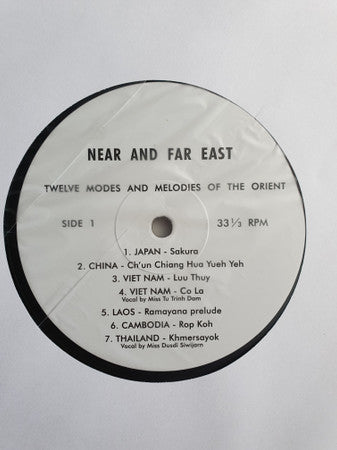 NEAR AND FAR EAST
TWELVE MODES AND MELODIES OF THE ORIENT
SIDE 1 33 1/3 RPM
1. JAPAN - Sakura
2. CHINA - Ch'un Chiang Hua Yueh Yeh
3. VIET NAM - Luu Thuy
4. VIET NAM - Co La
Vocal by Miss Tu Trinh Dam
5. LAOS - Ramayana prelude
6. CAMBODIA - Rop Koh
7. THAILAND - Khmersayok
Vocal by Miss Dusdi Siwijarn